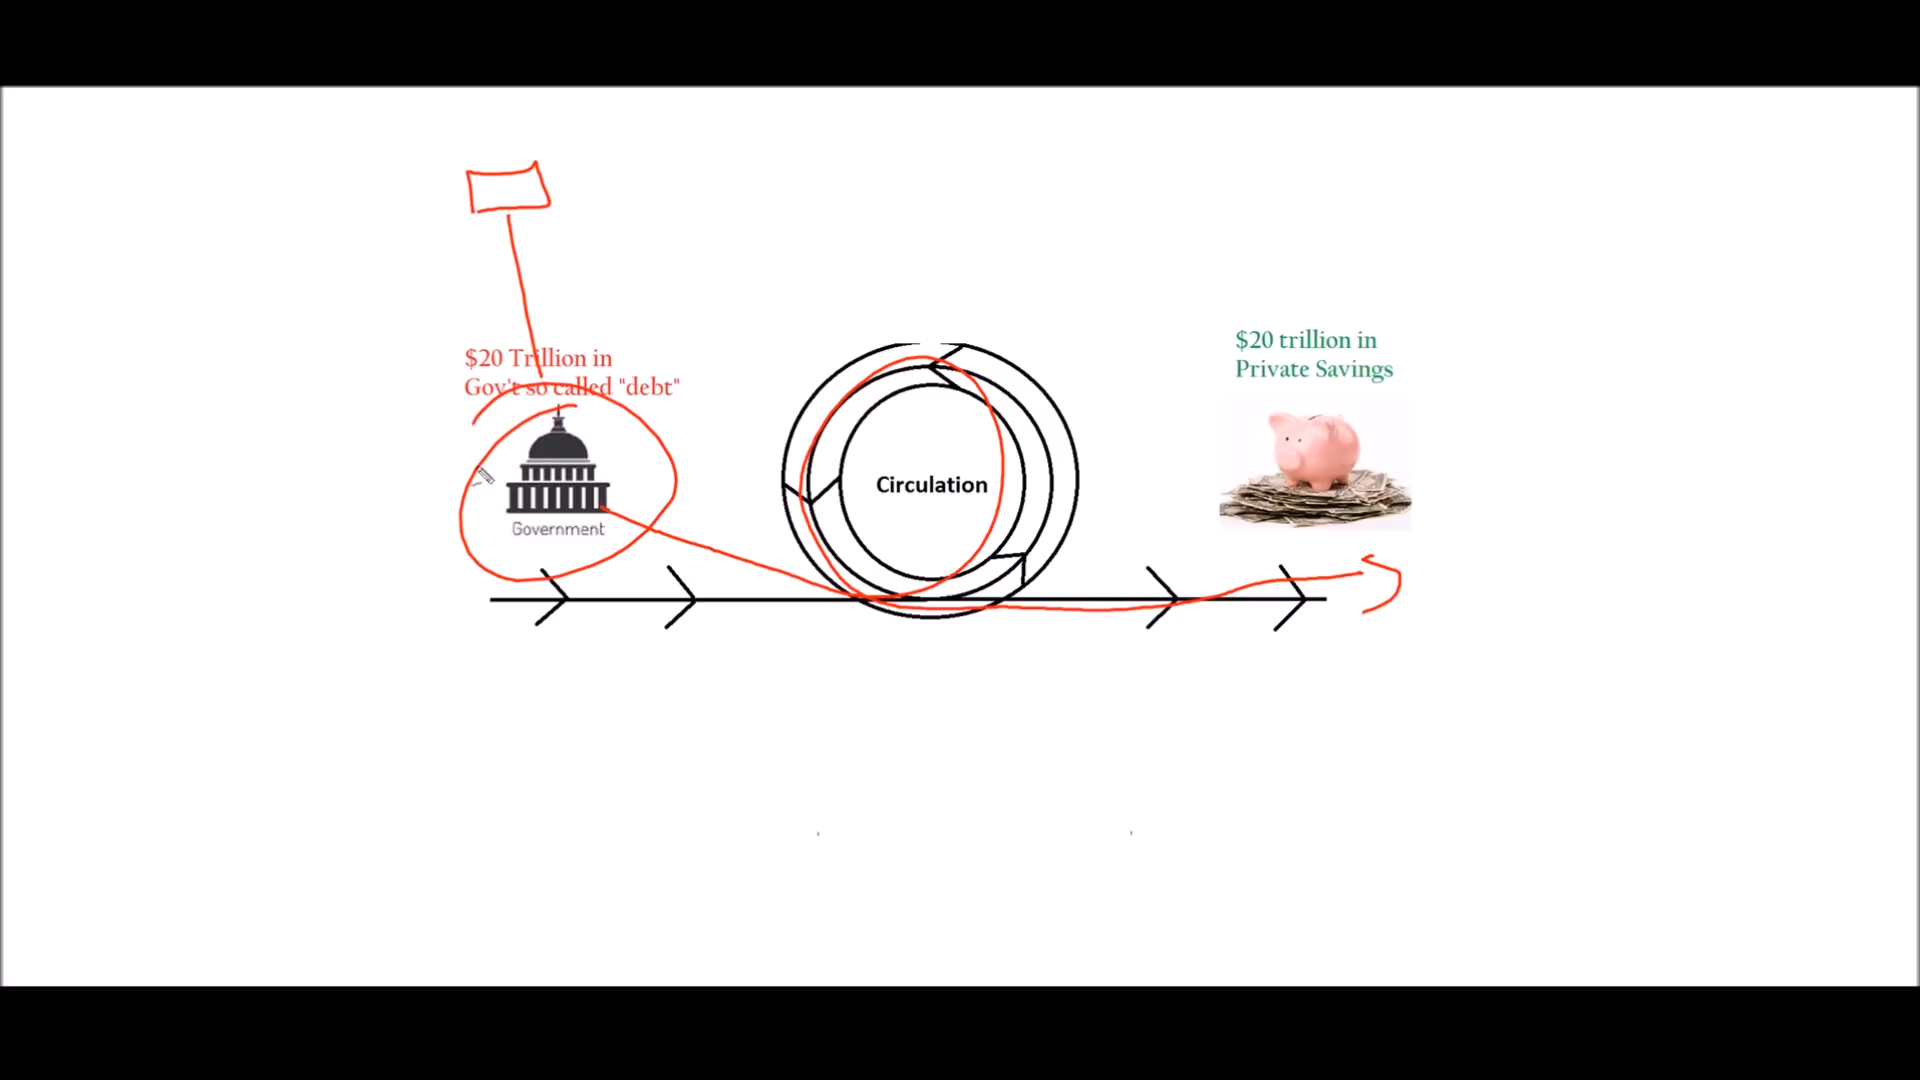 $20 Trillion in
Gov't so called "debt"
Government
Circulation
$20 trillion in
Private Savings